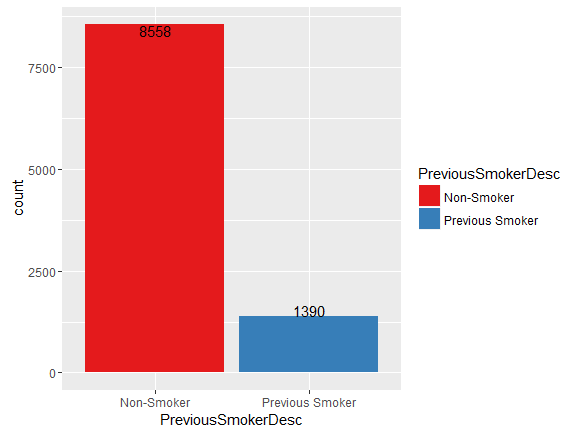 8558
7500
5000
2500
0
count
1390
Non-Smoker
Previous Smoker
PreviousSmokerDesc
PreviousSmokerDesc
Non-Smoker
Previous Smoker